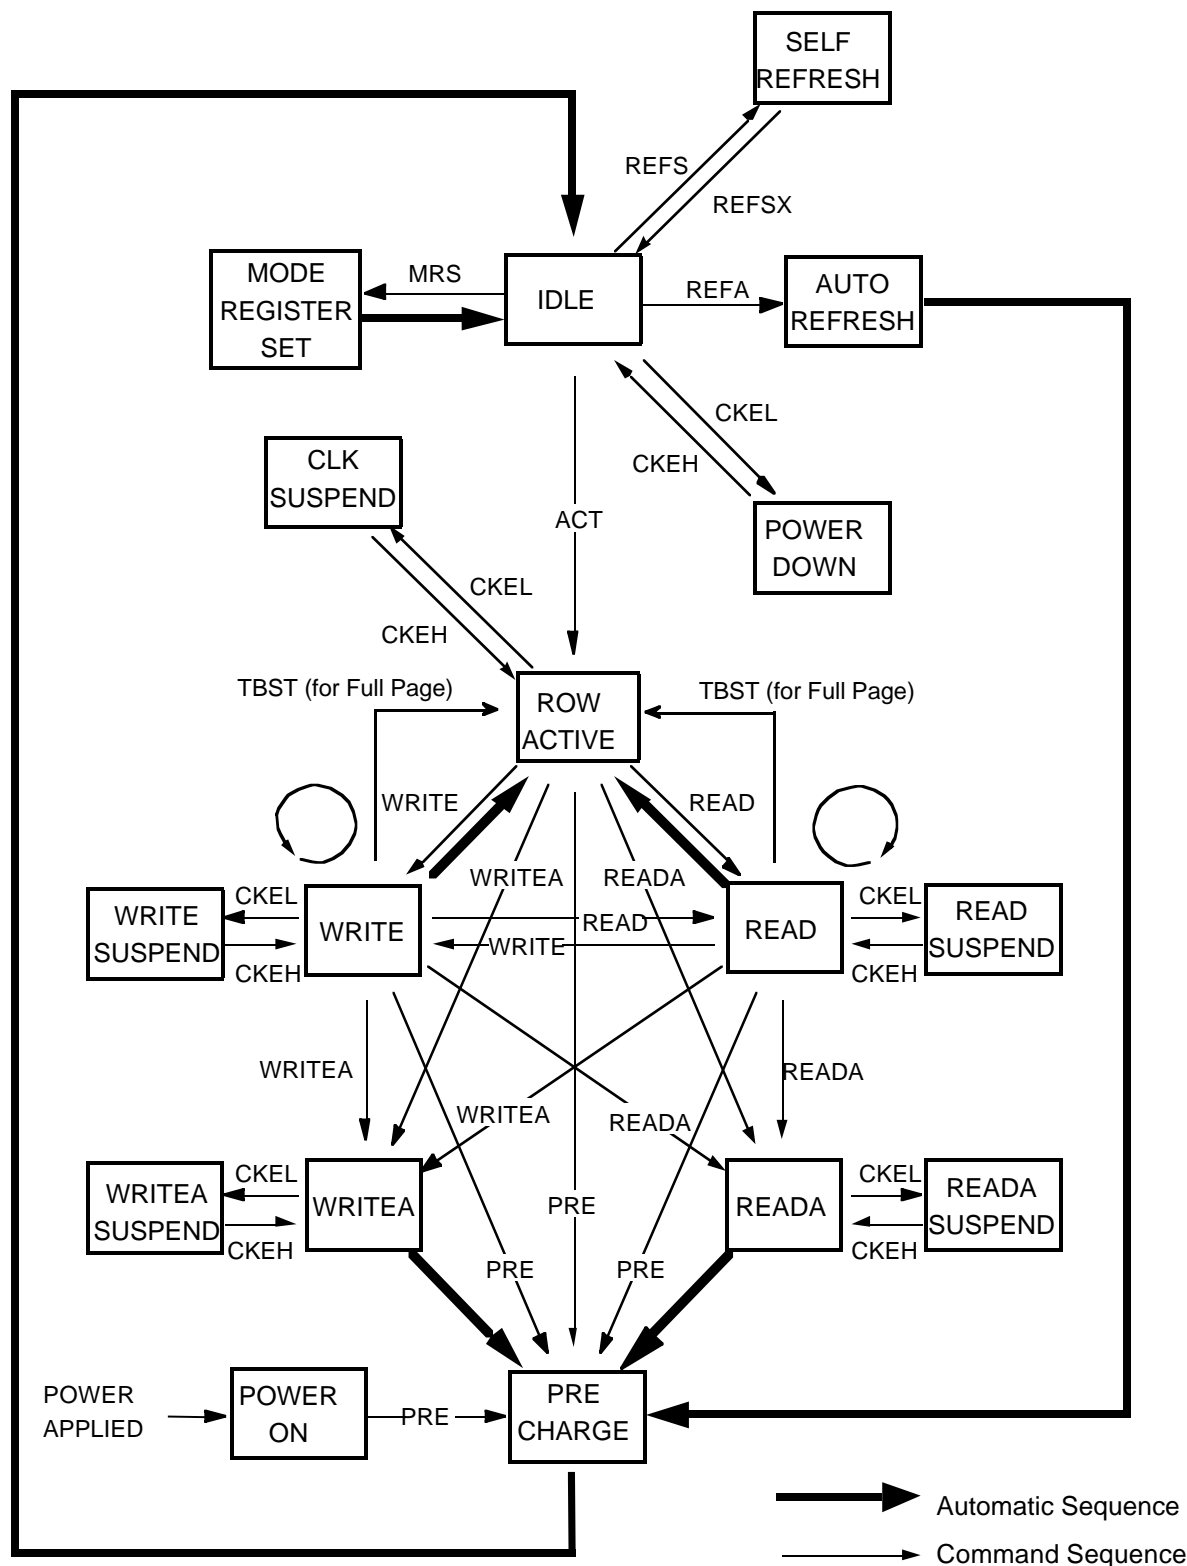 SELF
REFRESH
REFS
REFSX
MODE
REGISTER
SET
MRS
IDLE
REFA
AUTO
REFRESH
CKEL
CKEH
CLK
SUSPEND
POWER
DOWN
ACT
CKEL
CKEH
TBST (for Full Page)
ROW
ACTIVE
TBST (for Full Page)
WRITE
READ
WRITEA
READA
WRITE
SUSPEND
CKEL
CKEH
WRITE
READ
WRITE
READ
CKEL
CKEH
READ
SUSPEND
WRITEA
READA
WRITEA
READA
WRITEA
SUSPEND
CKEL
CKEH
WRITEA
PRE
READA
CKEL
CKEH
READA
SUSPEND
PRE
PRE
POWER
APPLIED
POWER
ON
PRE
PRE
CHARGE
Automatic Sequence
Command Sequence